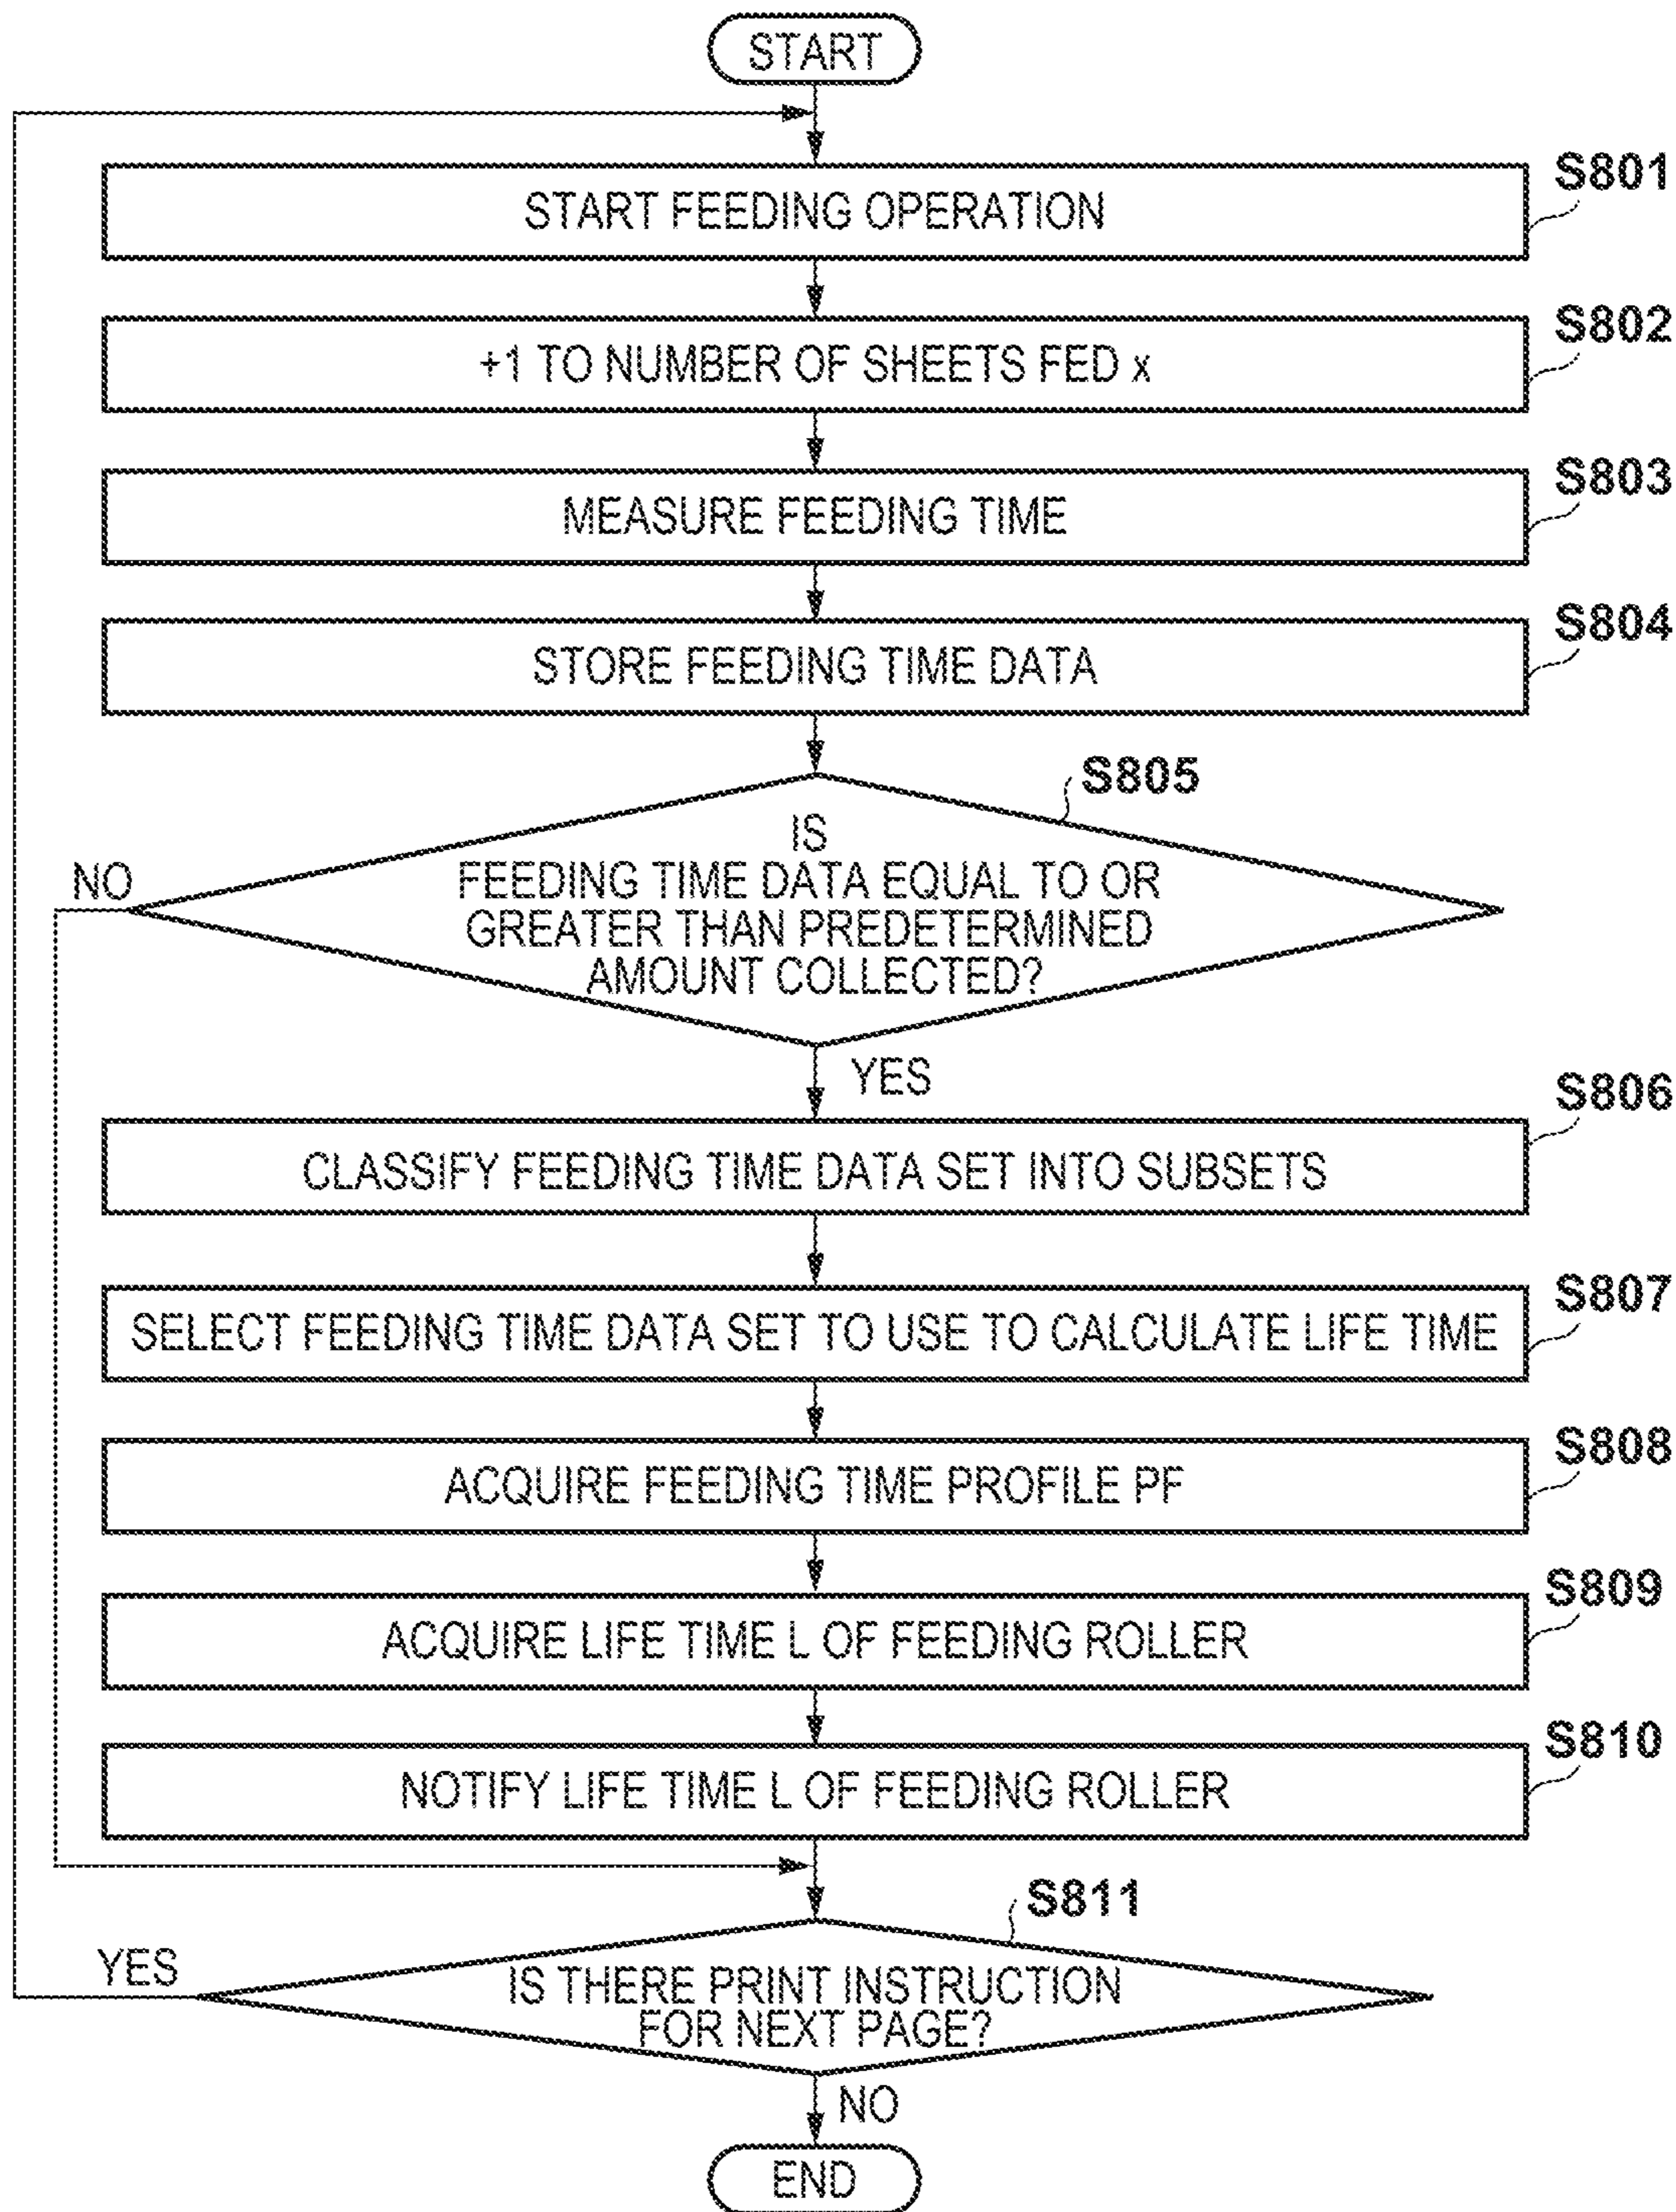 START
S801
START FEEDING OPERATION
S802
+1 TO NUMBER OF SHEETS FED x
S803
MEASURE FEEDING TIME
S804
STORE FEEDING TIME DATA
S805
IS
FEEDING TIME DATA EQUAL TO OR
GREATER THAN PREDETERMINED
AMOUNT COLLECTED?
NO
YES
S806
CLASSIFY FEEDING TIME DATA SET INTO SUBSETS
S807
SELECT FEEDING TIME DATA SET TO USE TO CALCULATE LIFE TIME
S808
ACQUIRE FEEDING TIME PROFILE PF
S809
ACQUIRE LIFE TIME L OF FEEDING ROLLER
S810
NOTIFY LIFE TIME L OF FEEDING ROLLER
S811
YES
IS THERE PRINT INSTRUCTION
FOR NEXT PAGE?
NO
END